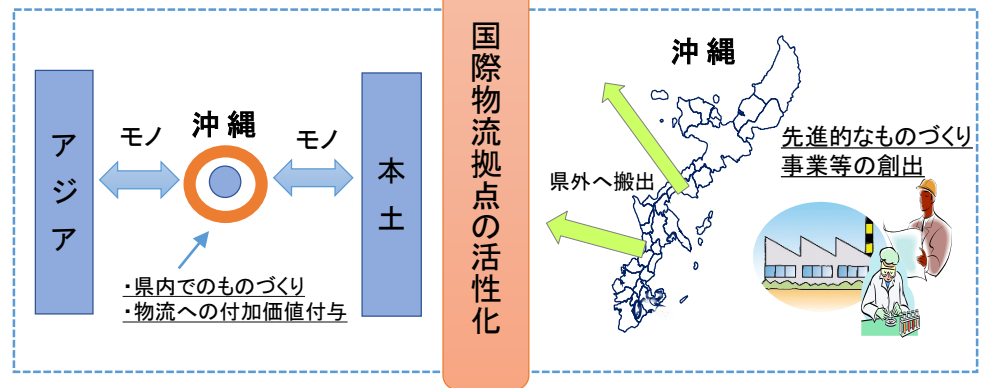 アジア
モノ
沖縄
モノ
本土
・県内でのものづくり
・物流への付加価値付与
国際物流拠点の活性化
沖縄
県外へ搬出
先進的なものづくり
事業等の創出